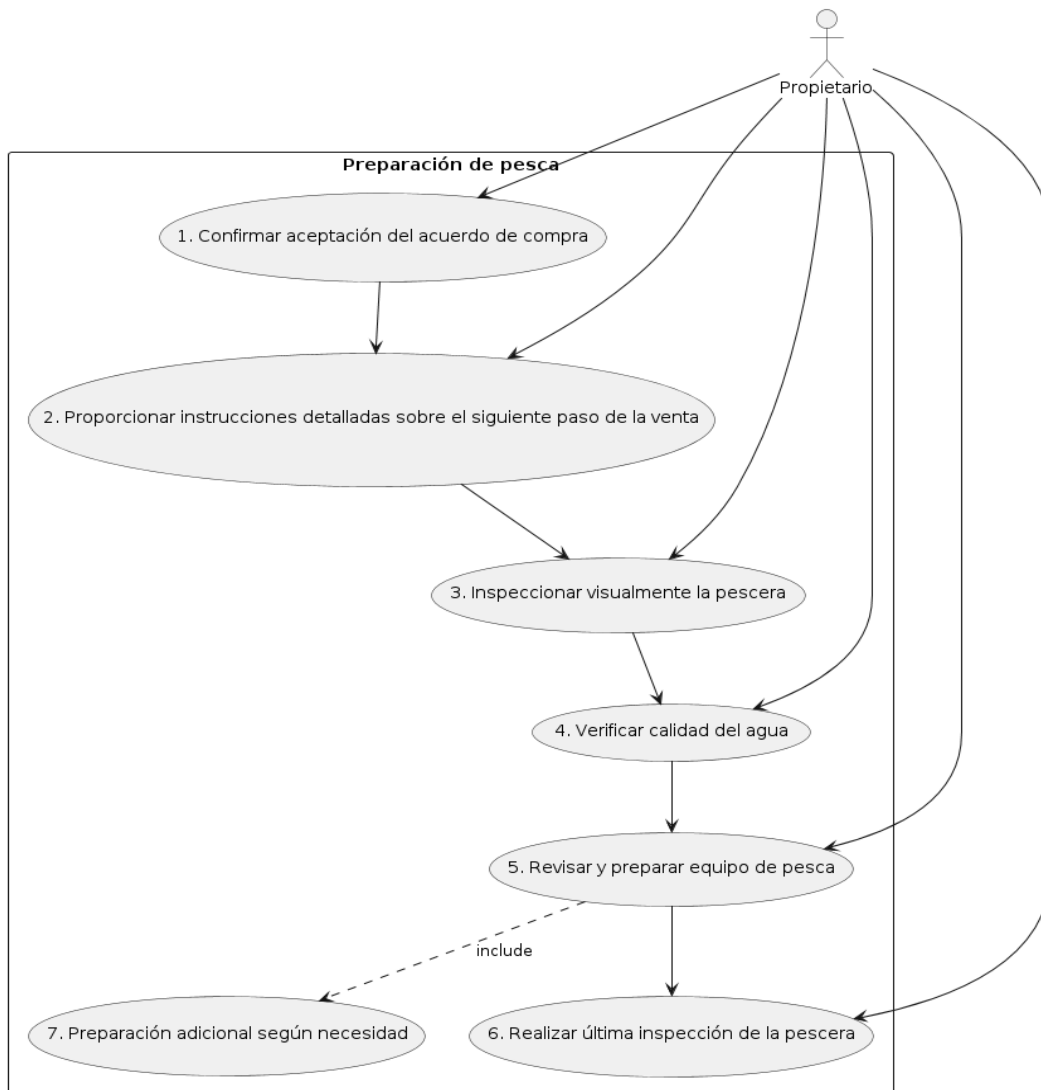 Propietario
Preparación de pesca
1. Confirmar aceptación del acuerdo de compra
2. Proporcionar instrucciones detalladas sobre el siguiente paso de la venta
3. Inspeccionar visualmente la pescera
4. Verificar calidad del agua
5. Revisar y preparar equipo de pesca
include
7. Preparación adicional según necesidad
6. Realizar última inspección de la pescera